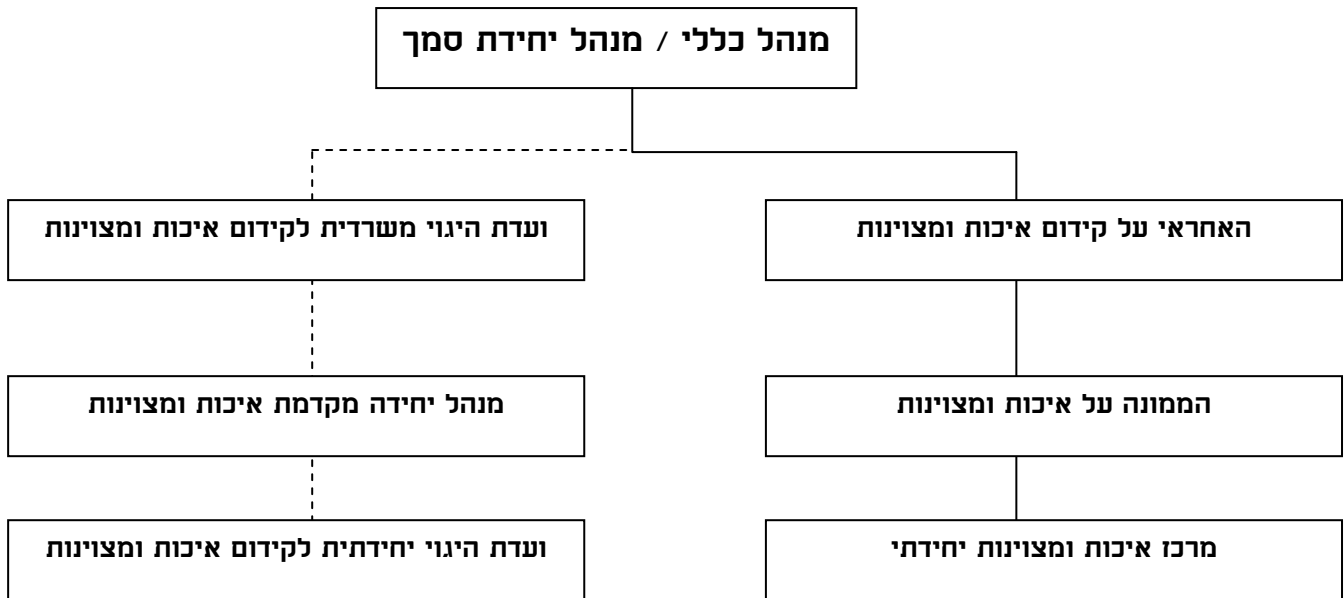 מנהל כללי / מנהל יחידת סמך
האחראי על קידום איכות ומצוינות
ועדת היגוי משרדית לקידום איכות ומצוינות
הממונה על איכות ומצוינות
מנהל יחידה מקדמת איכות ומצוינות
מרכז איכות ומצוינות יחידתי
ועדת היגוי יחידתית לקידום איכות ומצוינות